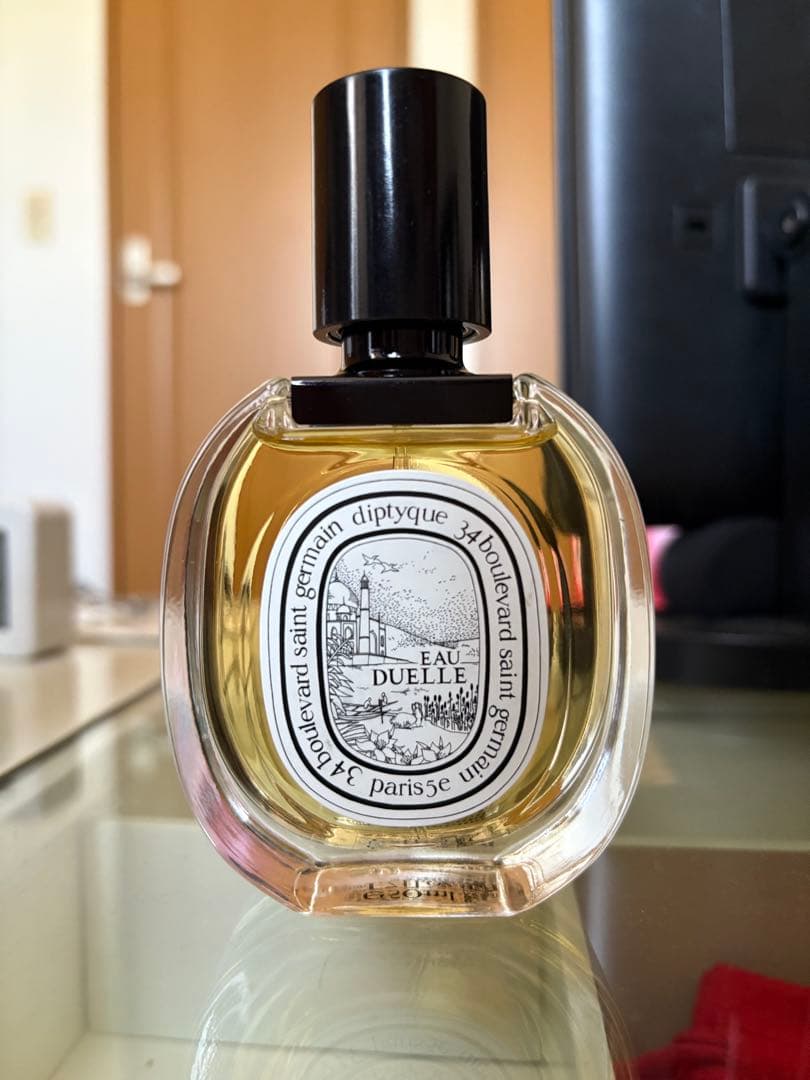 diptyque 34 boulevard saint germain paris 5e 34 boulevard saint germain
EAU
DUELLE